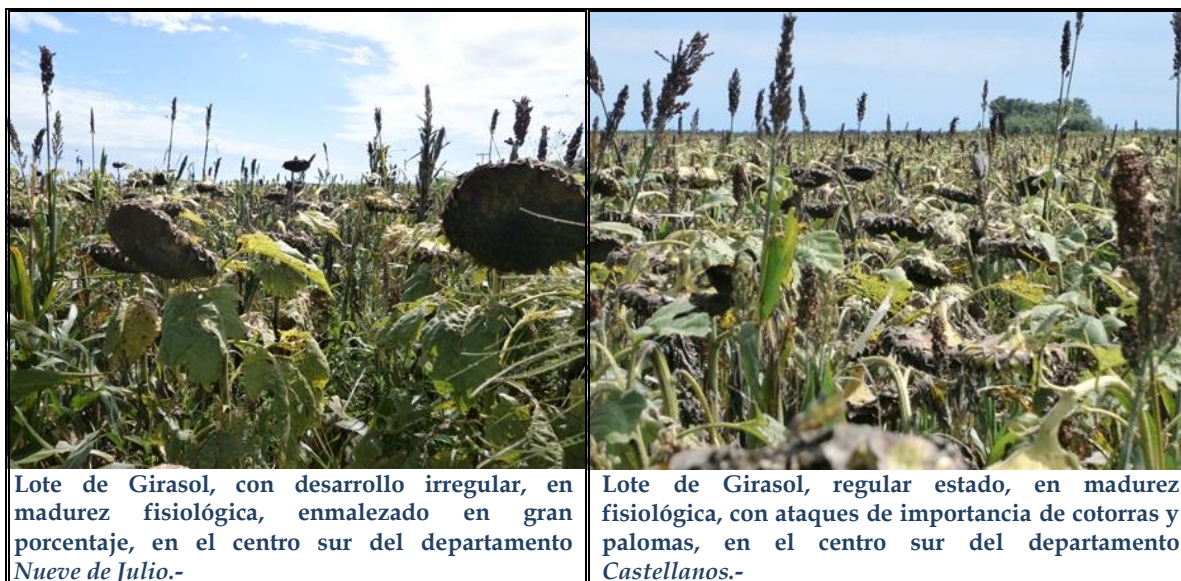 Lote de Girasol, con desarrollo irregular, en
madurez fisiológica, enmalezado en gran
porcentaje, en el centro sur del departamento
Nueve de Julio.-
Lote de Girasol, regular estado, en madurez
fisiológica, con ataques de importancia de cotorras y
palomas, en el centro sur del departamento
Castellanos.-